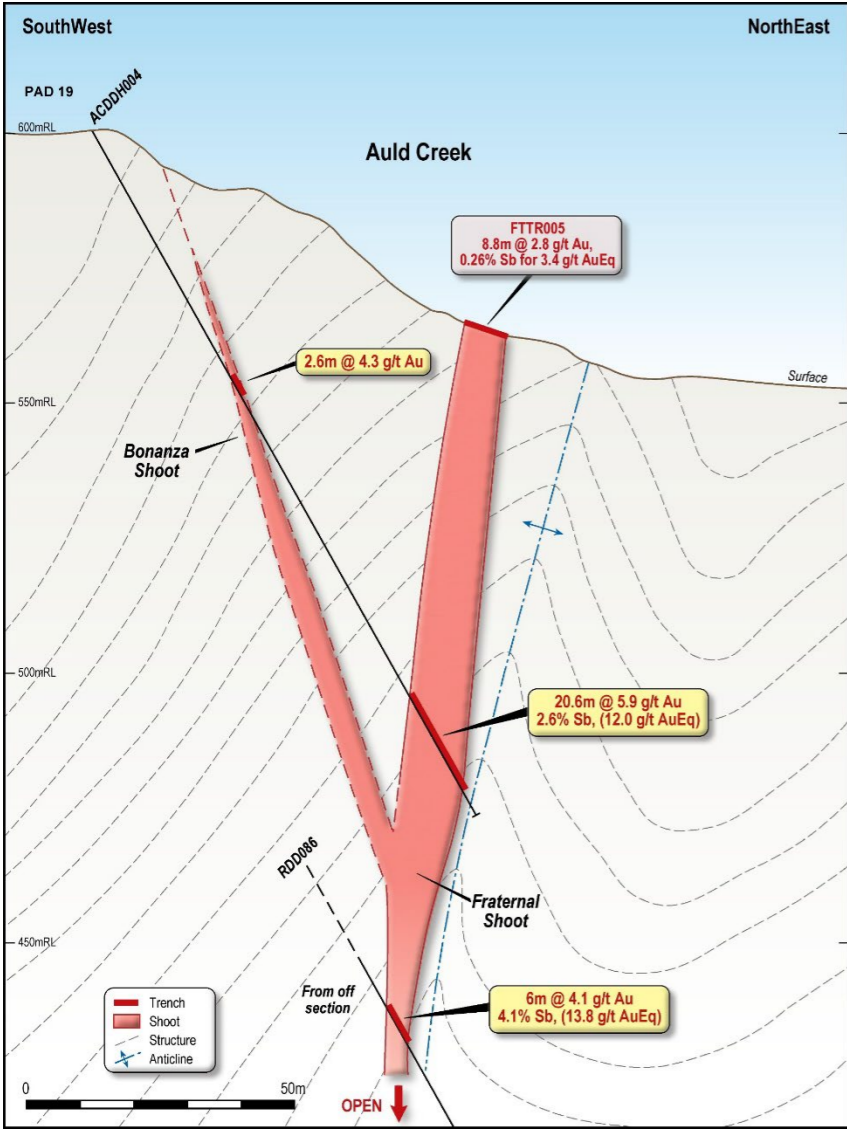 SouthWest
NorthEast
PAD 19
ACDDH004
600mRL
Auld Creek
FTTR005
8.8m @ 2.8 g/t Au,
0.26% Sb for 3.4 g/t AuEq
2.6m @ 4.3 g/t Au
Surface
550mRL
Bonanza
Shoot
500mRL
20.6m @ 5.9 g/t Au
2.6% Sb, (12.0 g/t AuEq)
RDD086
Fraternal
Shoot
450mRL
From off
section
6m @ 4.1 g/t Au
4.1% Sb, (13.8 g/t AuEq)
Trench
Shoot
Structure
Anticline
0
50m
OPEN